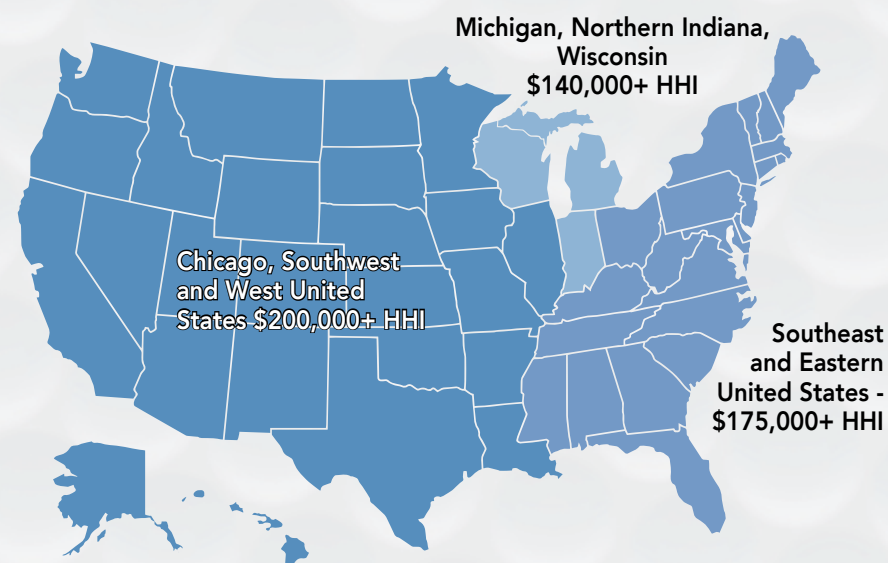 Michigan, Northern Indiana,
Wisconsin
$140,000+ HHI
Chicago, Southwest
and West United
States $200,000+ HHI
Southeast
and Eastern
United States -
$175,000+ HHI